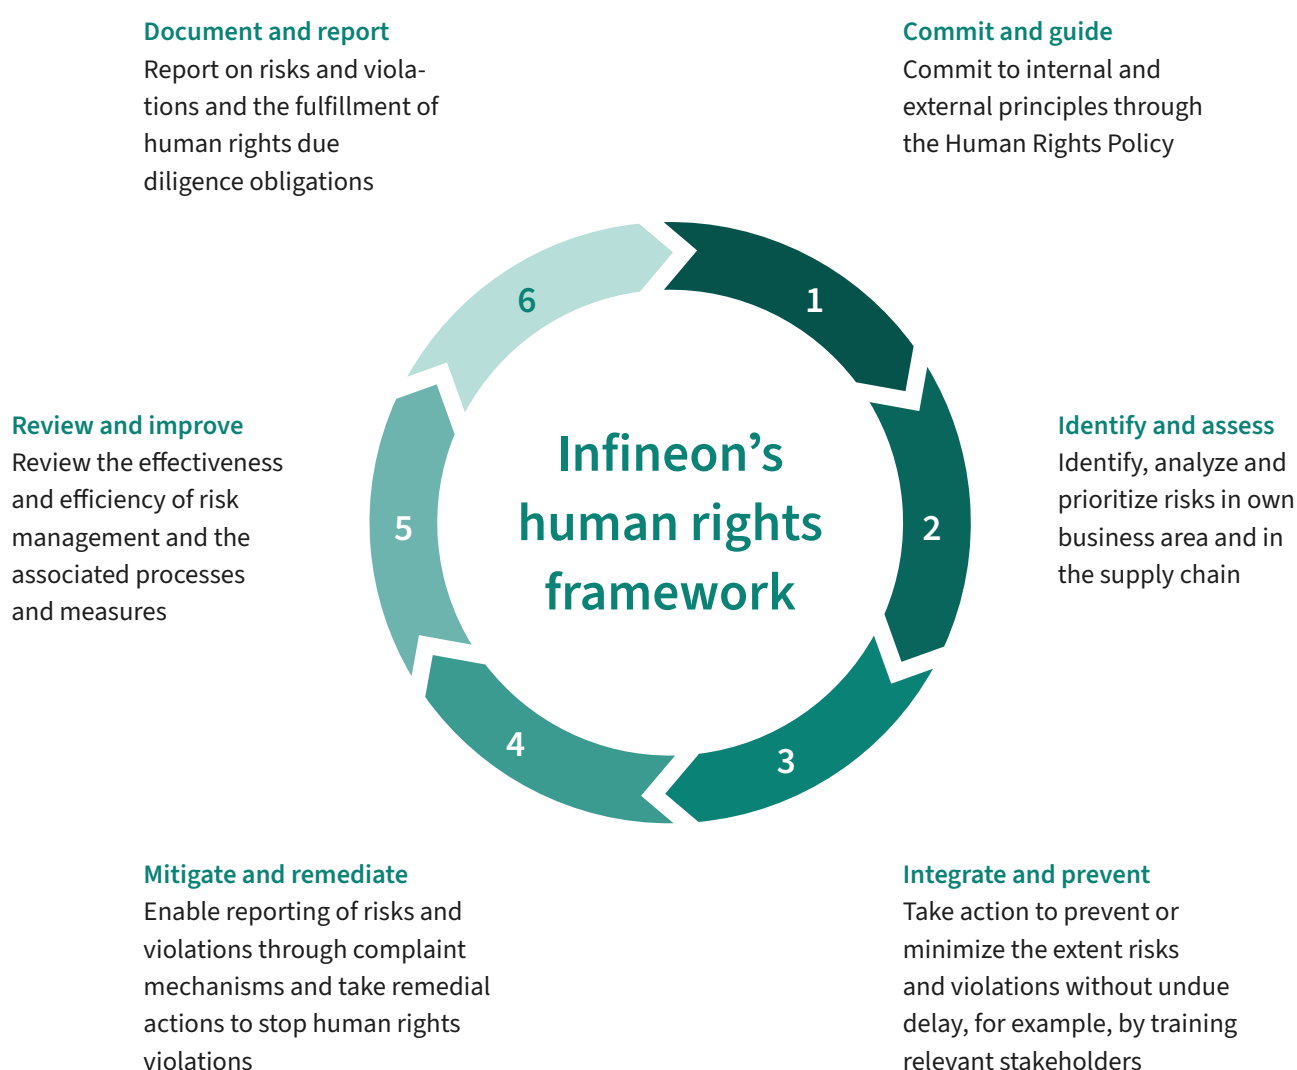 Document and report
Report on risks and viola-
tions and the fulfillment of
human rights due
diligence obligations
Commit and guide
Commit to internal and
external principles through
the Human Rights Policy
6
1
Review and improve
Review the effectiveness
and efficiency of risk
management and the
associated processes
and measures
5
Infineon’s
human rights
framework
2
Identify and assess
Identify, analyze and
prioritize risks in own
business area and in
the supply chain
4
3
Mitigate and remediate
Enable reporting of risks and
violations through complaint
mechanisms and take remedial
actions to stop human rights
violations
Integrate and prevent
Take action to prevent or
minimize the extent risks
and violations without undue
delay, for example, by training
relevant stakeholders